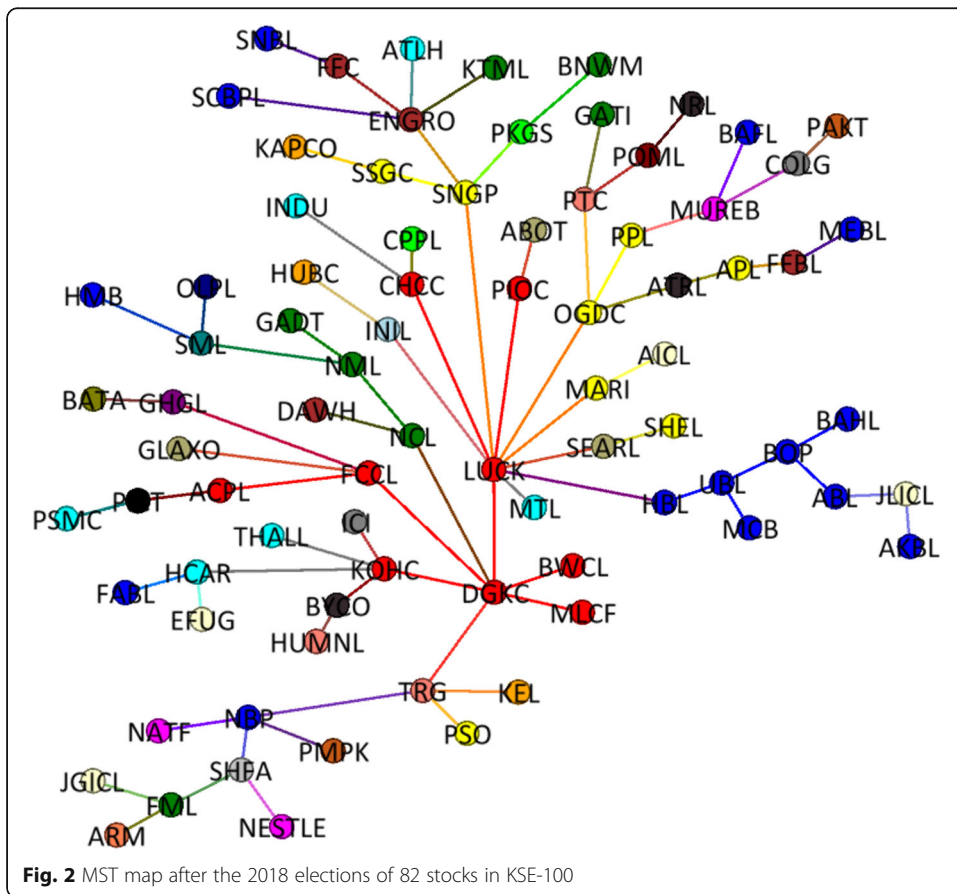 SNBL
ATLH
FFC
KTML
BNWM
SCBPL
ENGRO
PKGS
GATI
NRL
BAFL
PAKT
KAPCO
SSGC
SNGP
POML
COLG
PTC
MUREB
INDU
CPPL
ABOT
PPL
MEBL
HUBC
CHCC
PIOC
ATRL
APL
FFBL
HMB
OLPL
OGDC
GADT
INIL
SML
NML
AICL
MARI
BATA
GHGL
DAWH
NCL
SHEL
BAHL
GLAXO
FCCL
LUCK
SEARL
BOP
PSMC
ACPL
MTL
HBL
UBL
ABL
JLICL
MCB
AKBL
THALL
ICI
HCAR
KOHC
DGKC
BWCL
FABL
EFUG
BYCO
MLCF
HUMNL
TRG
KEL
NATF
NBP
PSO
PMPK
JGICL
SHFA
FML
ARM
NESTLE
Fig. 2 MST map after the 2018 elections of 82 stocks in KSE-100